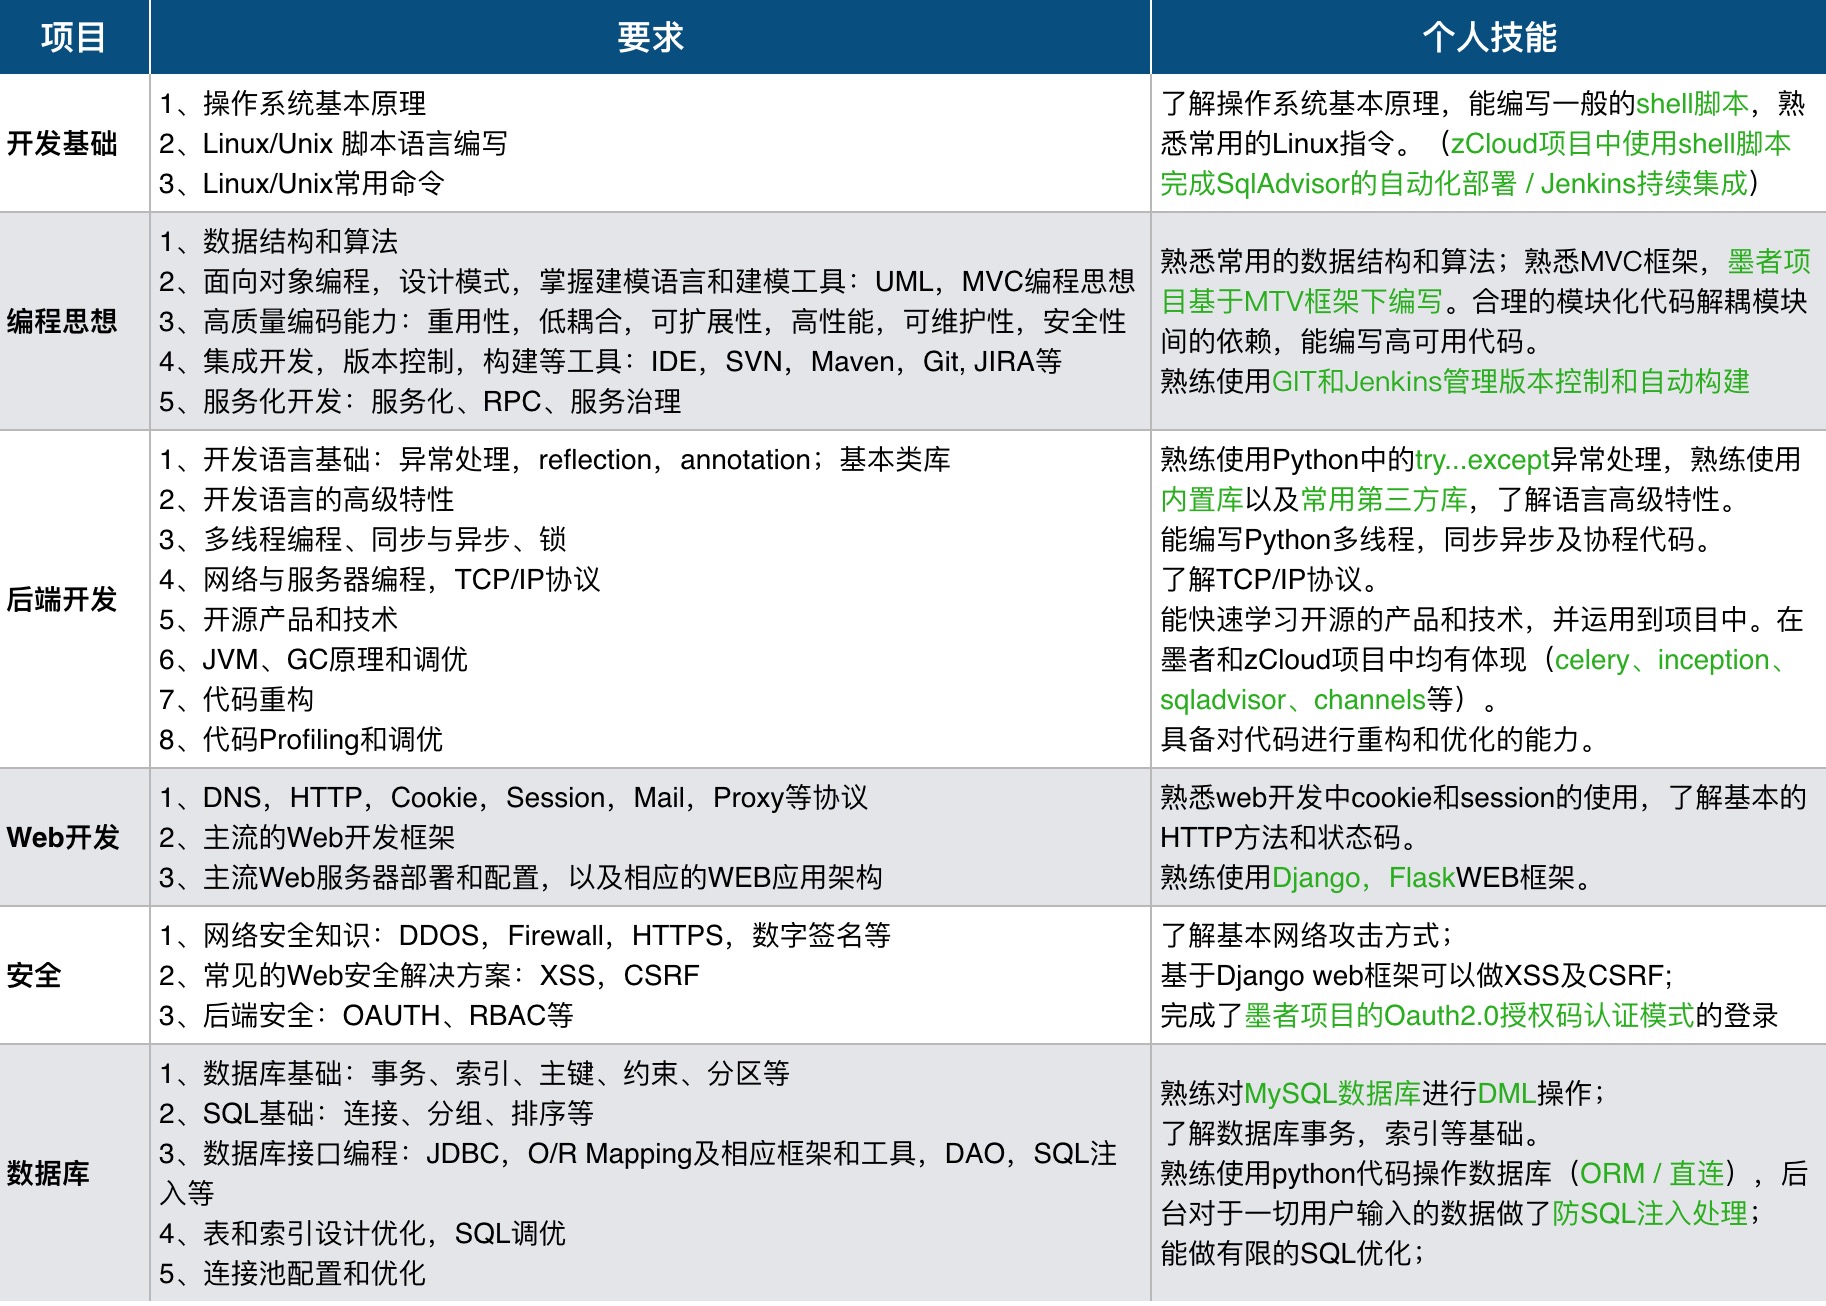 项目
要求
个人技能
开发基础
1、操作系统基本原理
2、Linux/Unix 脚本语言编写
3、Linux/Unix常用命令
了解操作系统基本原理，能编写一般的shell脚本，熟
悉常用的Linux指令。（zCloud项目中使用shell脚本
完成SqlAdvisor的自动化部署 / Jenkins持续集成）
编程思想
1、数据结构和算法
2、面向对象编程，设计模式，掌握建模语言和建模工具：UML，MVC编程思想
3、高质量编码能力：重用性，低耦合，可扩展性，高性能，可维护性，安全性
4、集成开发，版本控制，构建等工具：IDE，SVN，Maven，Git, JIRA等
5、服务化开发：服务化、RPC、服务治理
熟悉常用的数据结构和算法；熟悉MVC框架，墨者项
目基于MTV框架下编写。合理的模块化代码解耦模块
间的依赖，能编写高可用代码。
熟练使用GIT和Jenkins管理版本控制和自动构建
后端开发
1、开发语言基础：异常处理，reflection，annotation；基本类库
2、开发语言的高级特性
3、多线程编程、同步与异步、锁
4、网络与服务器编程，TCP/IP协议
5、开源产品和技术
6、JVM、GC原理和调优
7、代码重构
8、代码Profiling和调优
熟练使用Python中的try...except异常处理，熟练使用
内置库以及常用第三方库，了解语言高级特性。
能编写Python多线程，同步异步及协程代码。
了解TCP/IP协议。
能快速学习开源的产品和技术，并运用到项目中。在
墨者和zCloud项目中均有体现（celery、inception、
sqladvisor、channels等）。
具备对代码进行重构和优化的能力。
Web开发
1、DNS，HTTP，Cookie，Session，Mail，Proxy等协议
2、主流的Web开发框架
3、主流Web服务器部署和配置，以及相应的WEB应用架构
熟悉web开发中cookie和session的使用，了解基本的
HTTP方法和状态码。
熟练使用Django，FlaskWEB框架。
安全
1、网络安全知识：DDOS，Firewall，HTTPS，数字签名等
2、常见的Web安全解决方案：XSS，CSRF
3、后端安全：OAUTH、RBAC等
了解基本网络攻击方式；
基于Django web框架可以做XSS及CSRF;
完成了墨者项目的Oauth2.0授权码认证模式的登录
数据库
1、数据库基础：事务、索引、主键、约束、分区等
2、SQL基础：连接、分组、排序等
3、数据库接口编程：JDBC，O/R Mapping及相应框架和工具，DAO，SQL注
入等
4、表和索引设计优化，SQL调优
5、连接池配置和优化
熟练对MySQL数据库进行DML操作；
了解数据库事务，索引等基础。
熟练使用python代码操作数据库（ORM / 直连），后
台对于一切用户输入的数据做了防SQL注入处理；
能做有限的SQL优化；